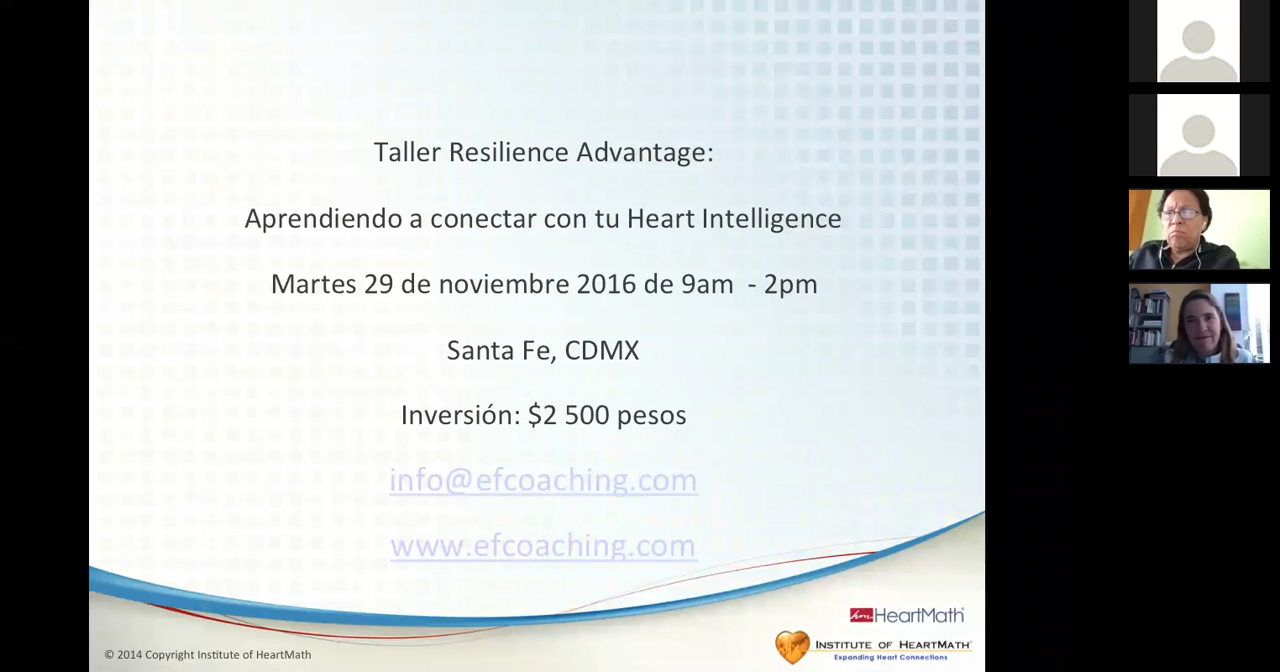 Taller Resilience Advantage:
Aprendiendo a conectar con tu Heart Intelligence
Martes 29 de noviembre 2016 de 9am  - 2pm
Santa Fe, CDMX
Inversión: $2 500 pesos
info@efcoaching.com
www.efcoaching.com
hm HeartMath®
INSTITUTE OF HEARTMATH®
Expanding Heart Connections
© 2014 Copyright Institute of HeartMath